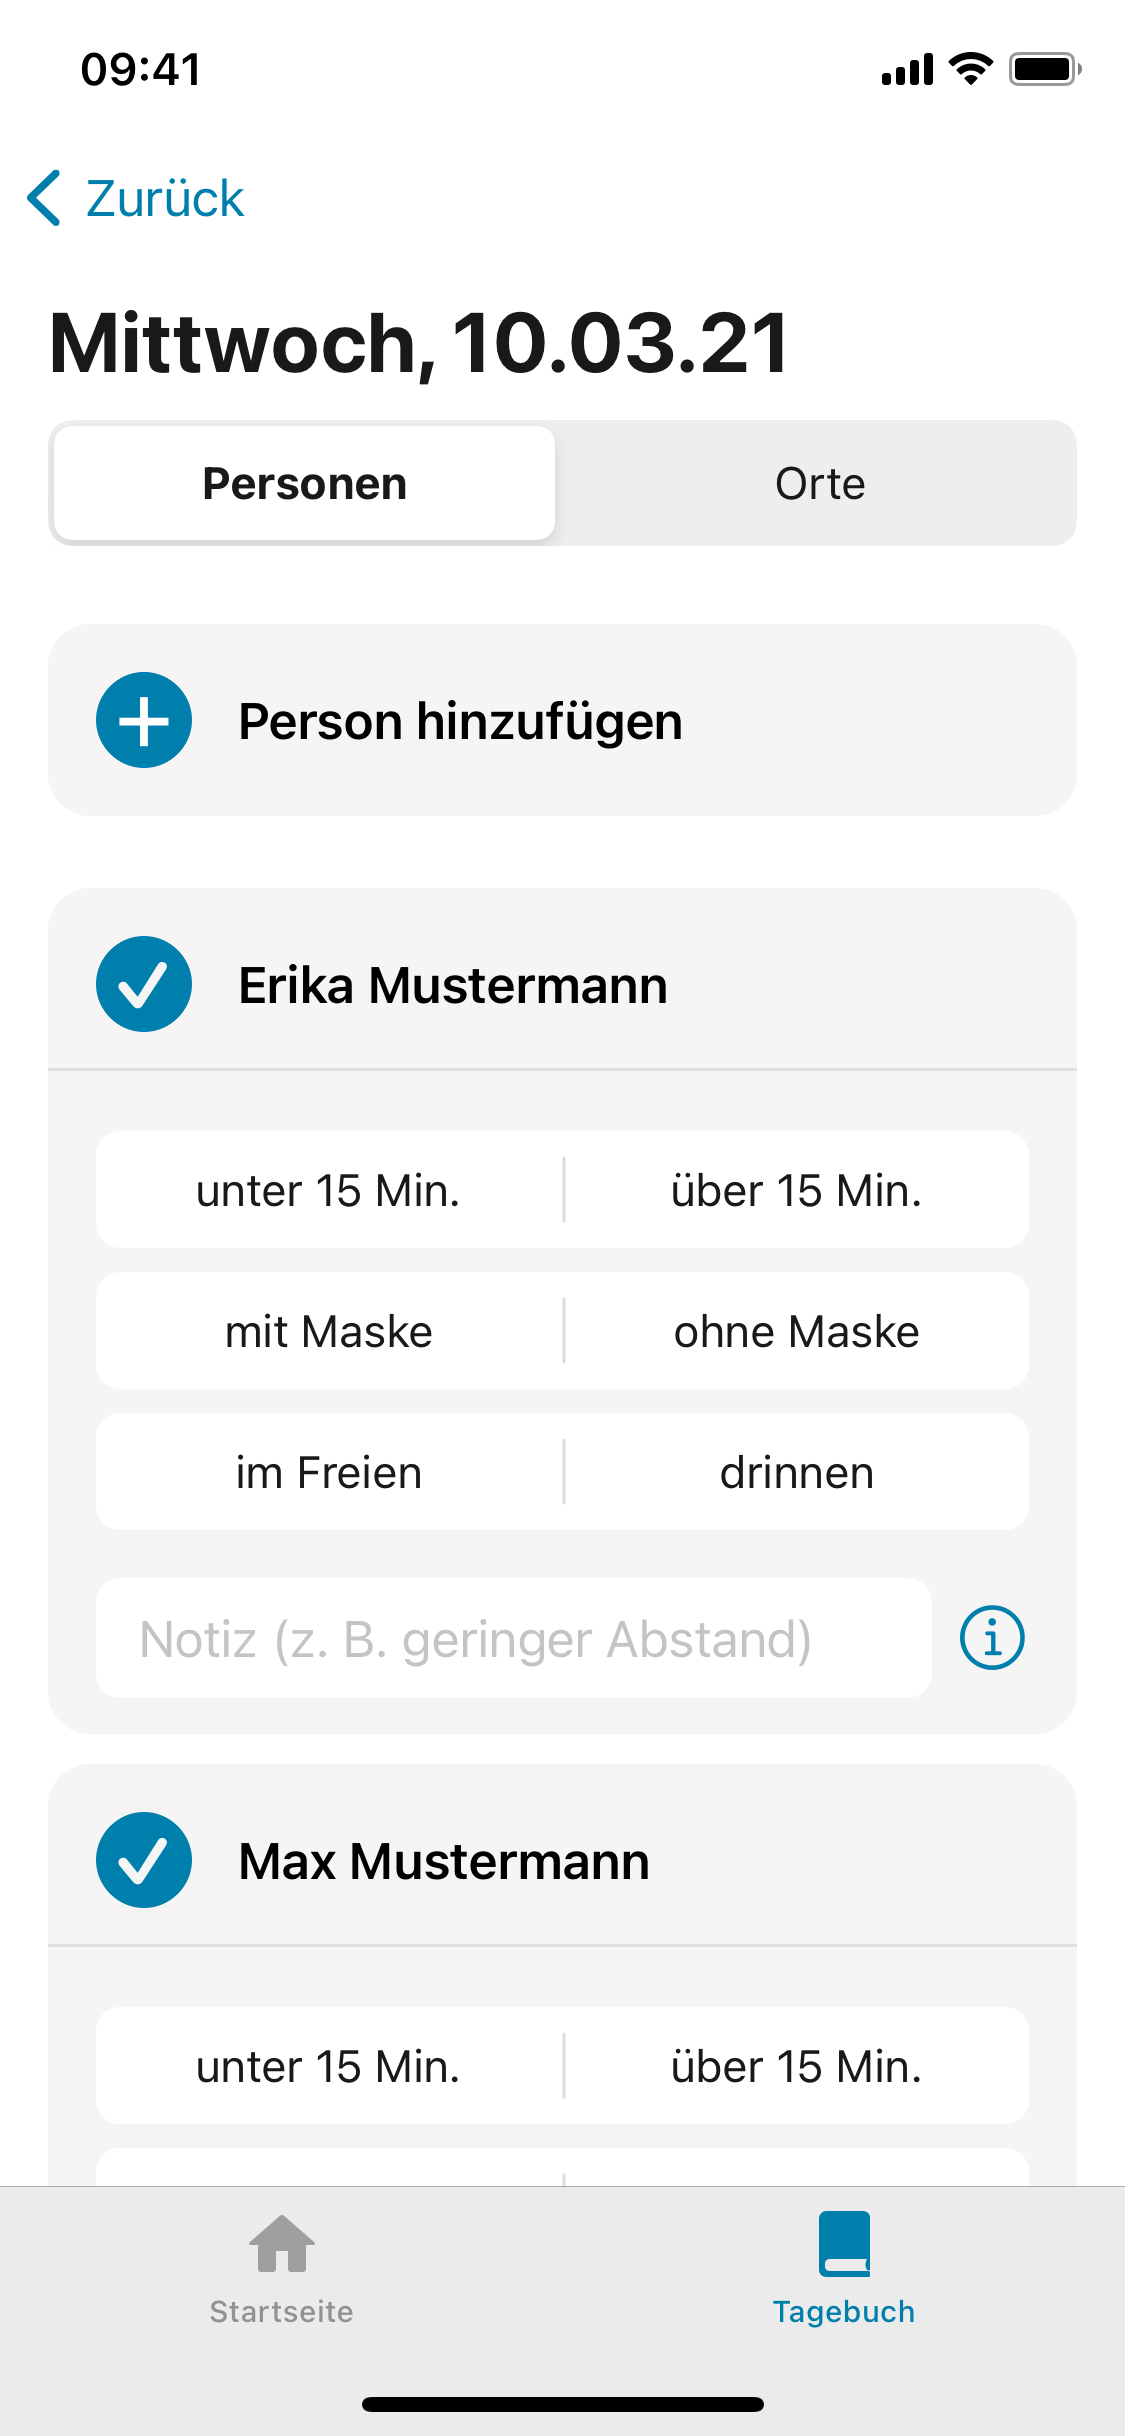 09:41
Zurück
Mittwoch, 10.03.21
Personen Orte
Person hinzufügen
Erika Mustermann
unter 15 Min. über 15 Min.
mit Maske ohne Maske
im Freien drinnen
Notiz (z. B. geringer Abstand)
Max Mustermann
unter 15 Min. über 15 Min.
Startseite Tagebuch